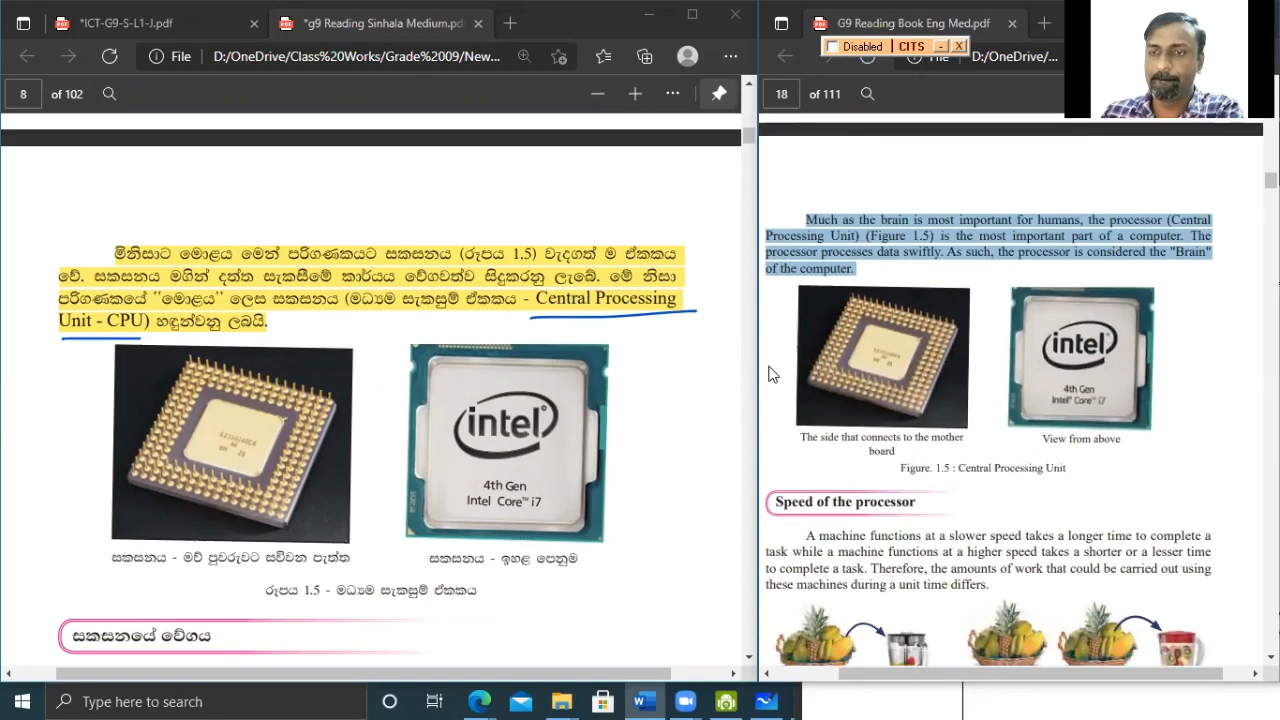 *ICT-G9-S-L1-J.pdf
*g9 Reading Sinhala Medium.pd
G9 Reading Book Eng Med.pdf
Disabled | CITS - X
File D:/OneDrive/Class%20Works/Grade%2009/New...
File D:/OneDrive/...
8 of 102
18 of 111
මිනිසාට මොළය මෙන් පරිගණකයට සකසනය (රූපය 1.5) වැදගත් ම ඒකකය
වේ. සකසනය මගින් දත්ත සැකසීමේ කාර්යය වේගවත්ව සිදුකරනු ලැබේ. මේ නිසා
පරිගණකයේ "මොළය" ලෙස සකසනය (මධ්‍යම සැකසුම් ඒකකය - Central Processing
Unit - CPU) හඳුන්වනු ලබයි.
intel
4th Gen
Intel® Core™ i7
සකසනය - මව් පුවරුවට සවිවන පැත්ත
සකසනය - ඉහළ පෙනුම
රූපය 1.5 - මධ්‍යම සැකසුම් ඒකකය
සකසනයේ වේගය
Much as the brain is most important for humans, the processor (Central
Processing Unit) (Figure 1.5) is the most important part of a computer. The
processor processes data swiftly. As such, the processor is considered the "Brain"
of the computer.
intel
4th Gen
Intel® Core™ i7
The side that connects to the mother
board
View from above
Figure. 1.5 : Central Processing Unit
Speed of the processor
A machine functions at a slower speed takes a longer time to complete a
task while a machine functions at a higher speed takes a shorter or a lesser time
to complete a task. Therefore, the amounts of work that could be carried out using
these machines during a unit time differs.
Type here to search